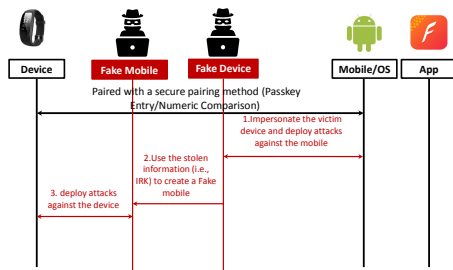 Device
Fake Mobile
Fake Device
Mobile/OS
App
Paired with a secure pairing method (Passkey
Entry/Numeric Comparison)
1.Impersonate the victim
device and deploy attacks
against the mobile
2.Use the stolen
information (i.e.,
IRK) to create a Fake
mobile
3. deploy attacks
against the device